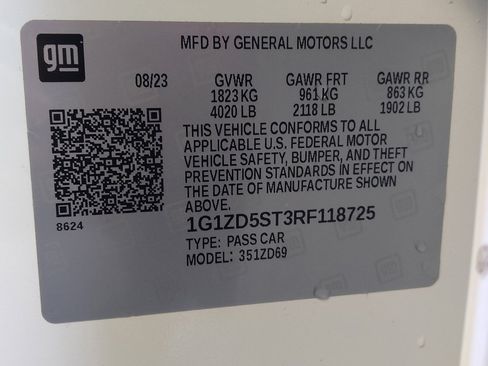 gm
MFD BY GENERAL MOTORS LLC
08/23 GVWR GAWR FRT GAWR RR
1823 KG 961 KG 863 KG
4020 LB 2118 LB 1902 LB
THIS VEHICLE CONFORMS TO ALL
APPLICABLE U.S. FEDERAL MOTOR
VEHICLE SAFETY, BUMPER, AND THEFT
PREVENTION STANDARDS IN EFFECT ON
THE DATE OF MANUFACTURE SHOWN
ABOVE.
8624
1G1ZD5ST3RF118725
TYPE: PASS CAR
MODEL: 351ZD69